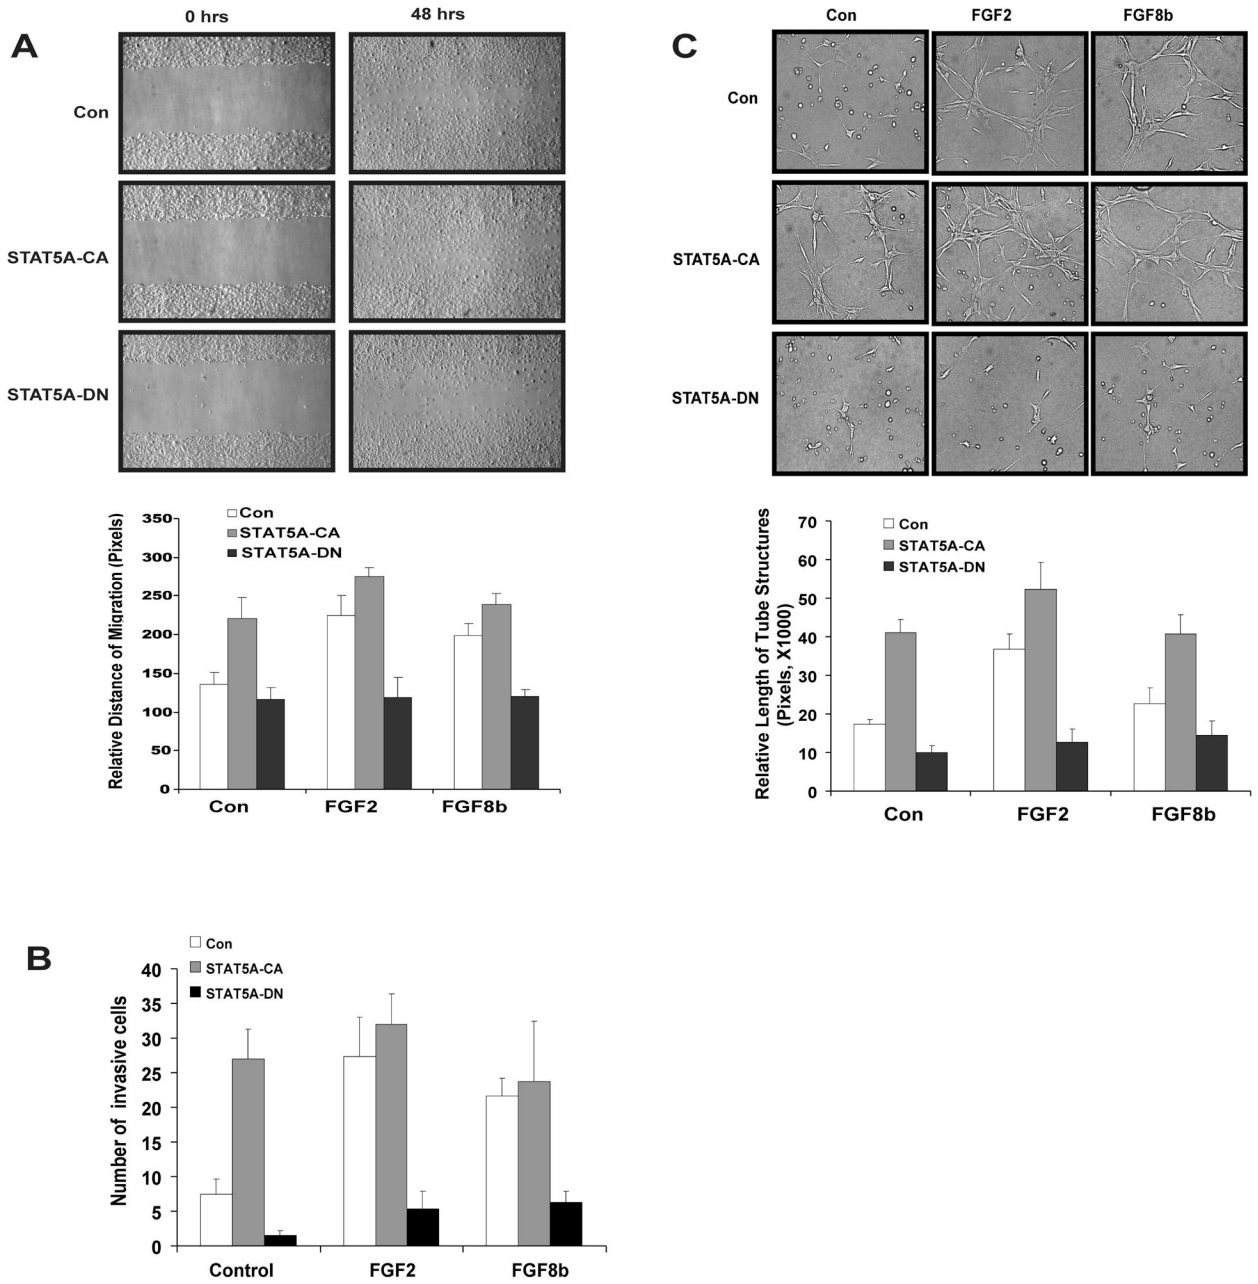 A
0 hrs
48 hrs
Con
STAT5A-CA
STAT5A-DN
Relative Distance of Migration (Pixels)
Con
STAT5A-CA
STAT5A-DN
350
300
250
200
150
100
50
0
Con
FGF2
FGF8b
C
Con
FGF2
FGF8b
Con
STAT5A-CA
STAT5A-DN
Relative Length of Tube Structures
(Pixels, X1000)
Con
STAT5A-CA
STAT5A-DN
70
60
50
40
30
20
10
0
Con
FGF2
FGF8b
B
Number of invasive cells
Con
STAT5A-CA
STAT5A-DN
40
35
30
25
20
15
10
5
0
Control
FGF2
FGF8b